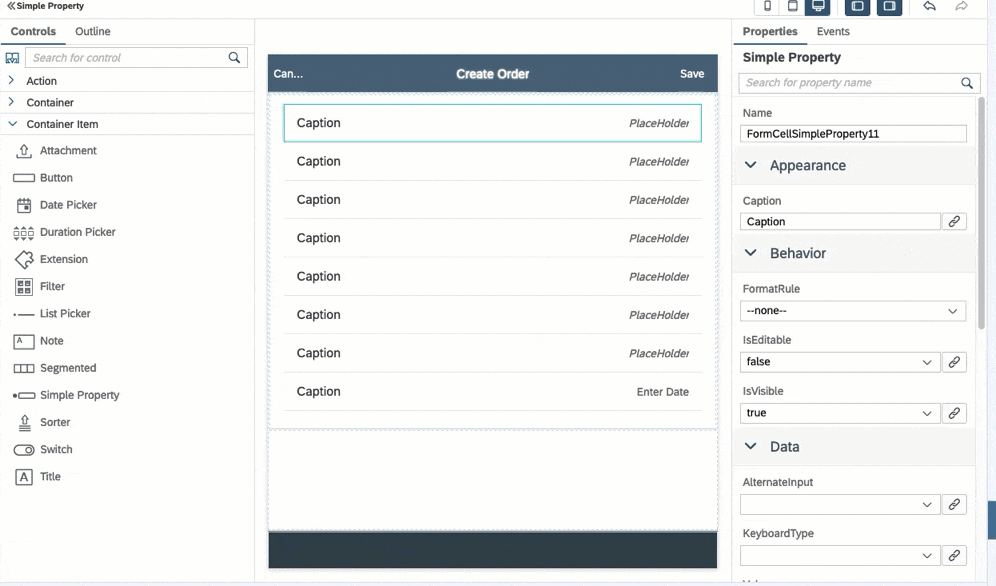 Simple Property
Controls
Outline
Search for control
Action
Container
Container Item
Attachment
Button
Date Picker
Duration Picker
Extension
Filter
List Picker
A
Note
Segmented
Simple Property
Sorter
Switch
A
Title
Can...
Create Order
Save
Caption
PlaceHolder
Caption
PlaceHolder
Caption
PlaceHolder
Caption
PlaceHolder
Caption
PlaceHolder
Caption
PlaceHolder
Caption
PlaceHolder
Caption
Enter Date
Properties
Events
Simple Property
Search for property name
Name
FormCellSimpleProperty11
Appearance
Caption
Caption
Behavior
FormatRule
--none--
IsEditable
false
IsVisible
true
Data
AlternateInput
KeyboardType